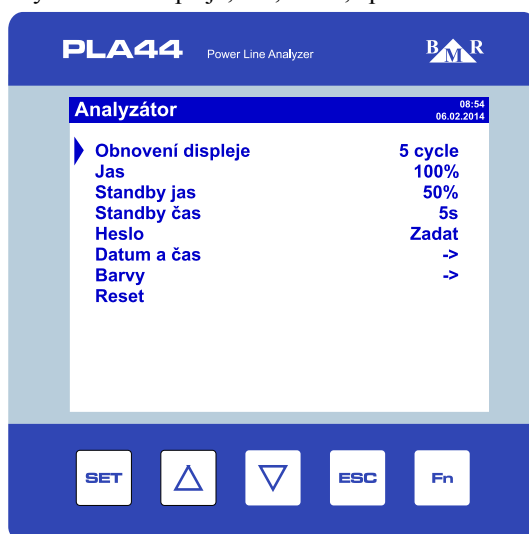 PLA44 Power Line Analyzer BMR
Analyzátor 08:54
06.02.2014
Obnovení displeje 5 cycle
Jas 100%
Standby jas 50%
Standby čas 5s
Heslo Zadat
Datum a čas ->
Barvy ->
Reset
SET ESC Fn